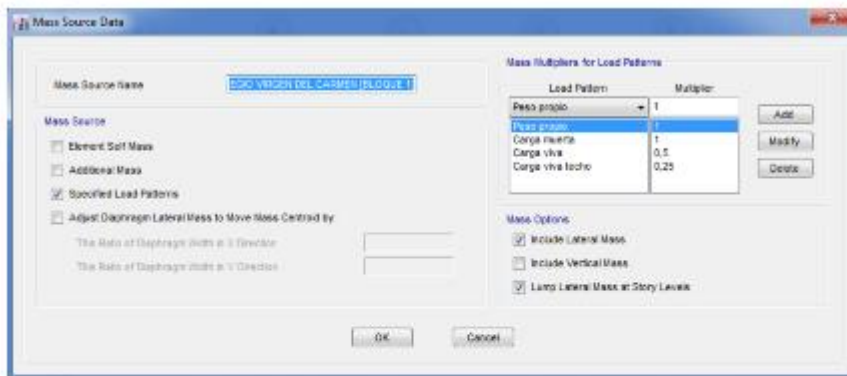 Mass Source Data
Mass Source Name
EGIO VIRGEN DEL CARMEN (BLOQUE 1
Mass Source
Element Self Mass
Additional Mass
Specified Load Patterns
Adjust Diaphragm Lateral Mass to Move Mass Centroid by:
This Ratio of Diaphragm Width in X Direction
This Ratio of Diaphragm Width in Y Direction
Mass Multipliers for Load Patterns
Load Pattern Multiplier
Peso propio 1
Peso propio 1
Carga muerta 1
Carga viva 0,5
Carga viva techo 0,25
Add
Modify
Delete
Mass Options
Include Lateral Mass
Include Vertical Mass
Lump Lateral Mass at Story Levels
OK Cancel